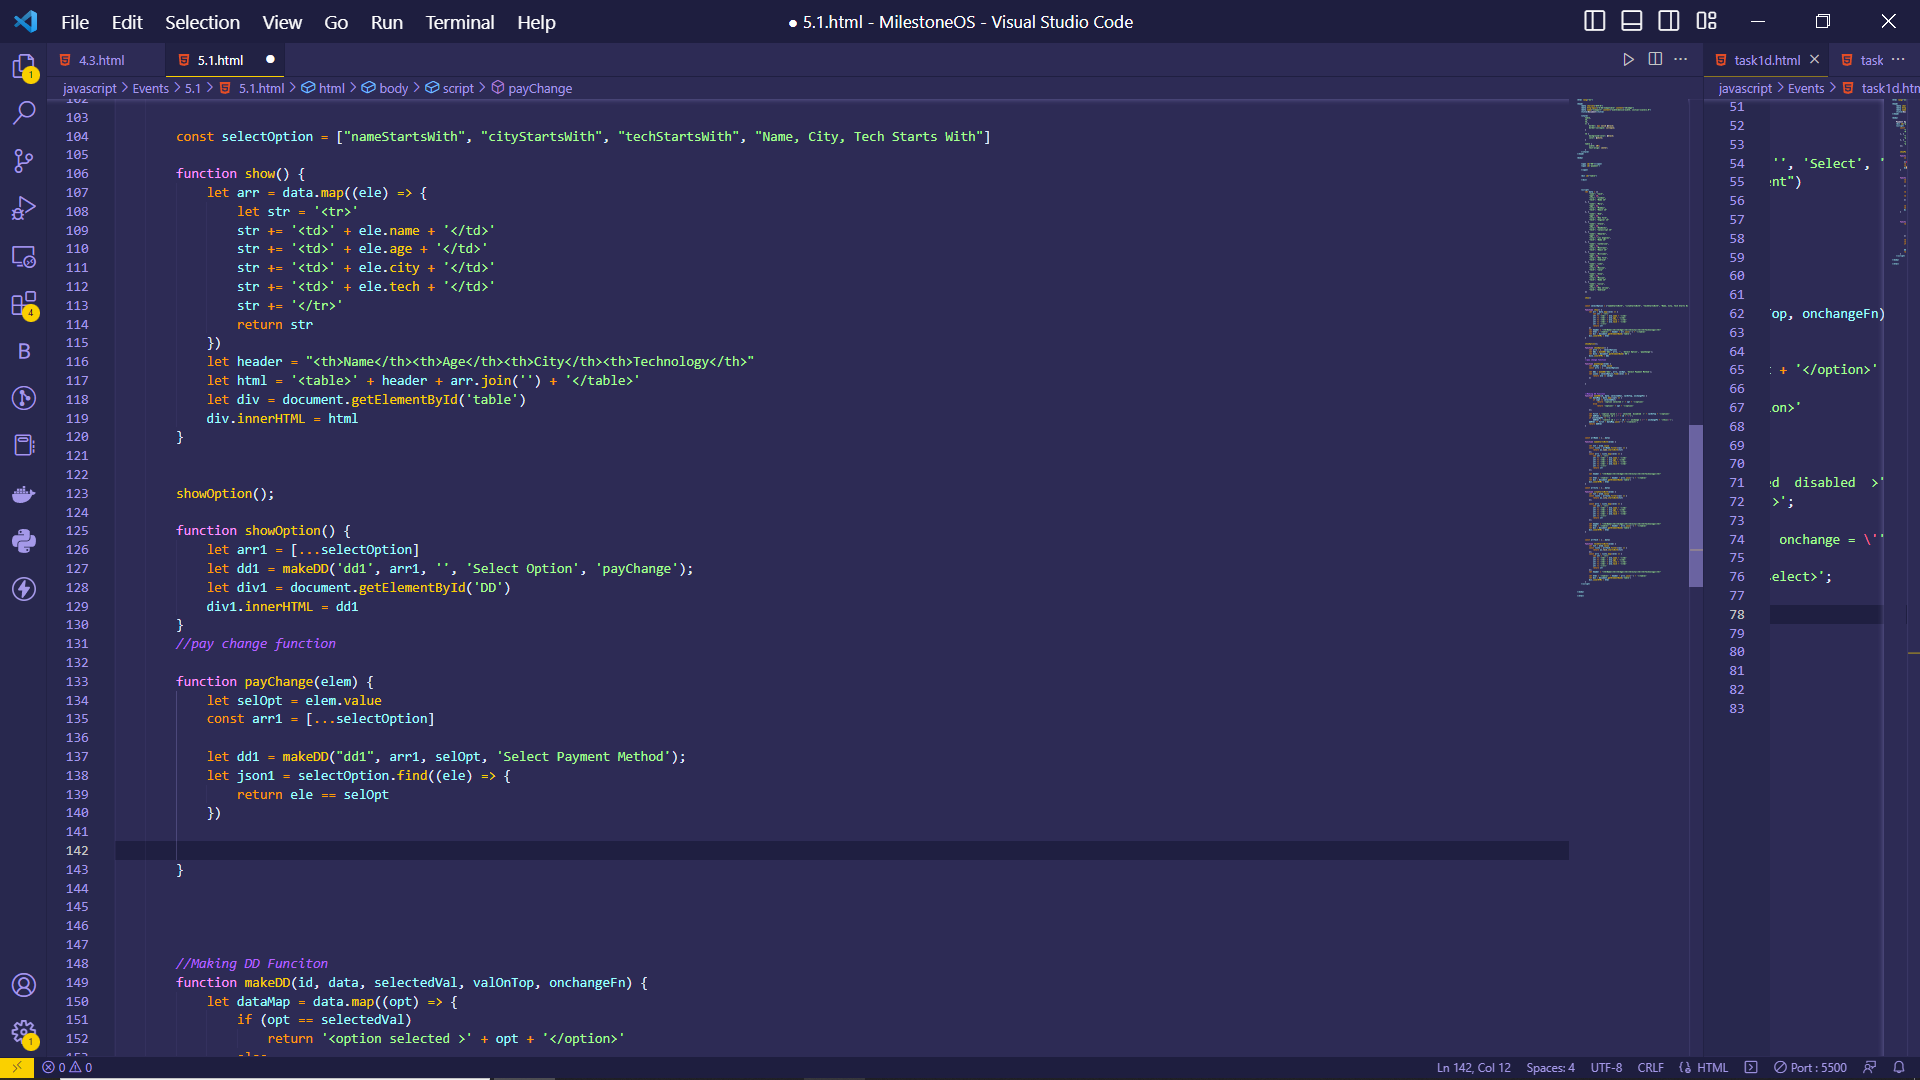 File Edit Selection View Go Run Terminal Help
● 5.1.html - MilestoneOS - Visual Studio Code
4.3.html
5.1.html
task1d.html
task
javascript > Events > 5.1 > 5.1.html > html > body > script > payChange
javascript > Events > task1d.htm
103
104 const selectOption = ["nameStartsWith", "cityStartsWith", "techStartsWith", "Name, City, Tech Starts With"]
105
106 function show() {
107 let arr = data.map((ele) => {
108 let str = '<tr>'
109 str += '<td>' + ele.name + '</td>'
110 str += '<td>' + ele.age + '</td>'
111 str += '<td>' + ele.city + '</td>'
112 str += '<td>' + ele.tech + '</td>'
113 str += '</tr>'
114 return str
115 })
116 let header = "<th>Name</th><th>Age</th><th>City</th><th>Technology</th>"
117 let html = '<table>' + header + arr.join('') + '</table>'
118 let div = document.getElementById('table')
119 div.innerHTML = html
120 }
121
122
123 showOption();
124
125 function showOption() {
126 let arr1 = [...selectOption]
127 let dd1 = makeDD('dd1', arr1, '', 'Select Option', 'payChange');
128 let div1 = document.getElementById('DD')
129 div1.innerHTML = dd1
130 }
131 //pay change function
132
133 function payChange(elem) {
134 let selOpt = elem.value
135 const arr1 = [...selectOption]
136
137 let dd1 = makeDD("dd1", arr1, selOpt, 'Select Payment Method');
138 let json1 = selectOption.find((ele) => {
139 return ele == selOpt
140 })
141
142
143 }
144
145
146
147
148 //Making DD Funciton
149 function makeDD(id, data, selectedVal, valOnTop, onchangeFn) {
150 let dataMap = data.map((opt) => {
151 if (opt == selectedVal)
152 return '<option selected >' + opt + '</option>'
51
52
53
54 '', 'Select', '
55 ent")
56
57
58
59
60
61
62 op, onchangeFn)
63
64
65 + '</option>'
66
67 on>'
68
69
70
71 ed disabled >'
72 >';
73
74 onchange = \''
75
76 elect>';
77
78
79
80
81
82
83
1
4
B
1
0 0
Ln 142, Col 12 Spaces: 4 UTF-8 CRLF {} HTML Port : 5500